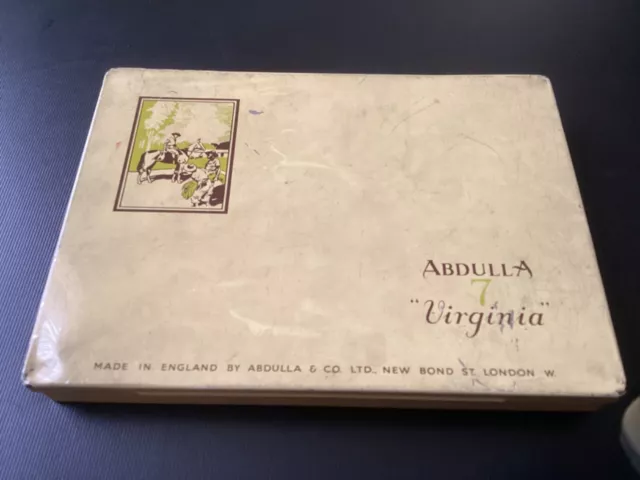 ABDULLA
7
"Virginia"
MADE IN ENGLAND BY ABDULLA & CO. LTD., NEW BOND ST. LONDON W.